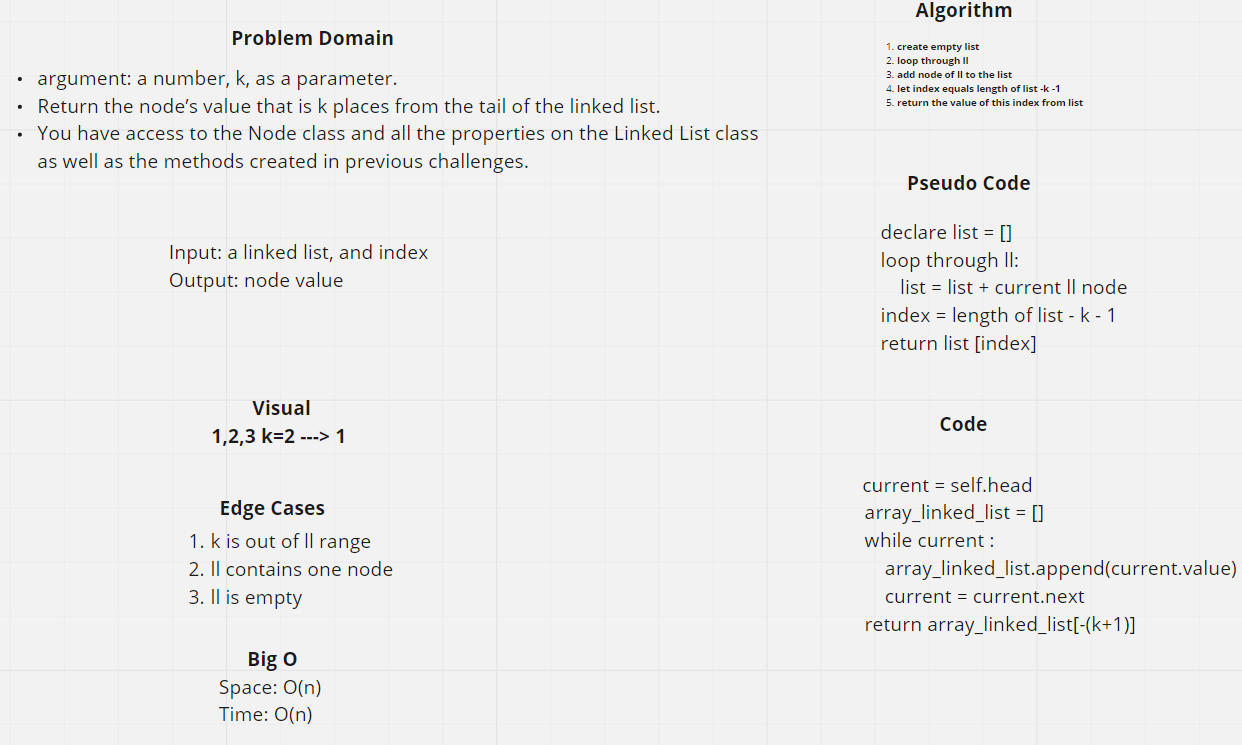 Problem Domain
• argument: a number, k, as a parameter.
• Return the node’s value that is k places from the tail of the linked list.
• You have access to the Node class and all the properties on the Linked List class
as well as the methods created in previous challenges.
Input: a linked list, and index
Output: node value
Visual
1,2,3 k=2 ---> 1
Edge Cases
1. k is out of ll range
2. ll contains one node
3. ll is empty
Big O
Space: O(n)
Time: O(n)
Algorithm
1. create empty list
2. loop through ll
3. add node of ll to the list
4. let index equals length of list -k -1
5. return the value of this index from list
Pseudo Code
declare list = []
loop through ll:
list = list + current ll node
index = length of list - k - 1
return list [index]
Code
current = self.head
array_linked_list = []
while current :
array_linked_list.append(current.value)
current = current.next
return array_linked_list[-(k+1)]